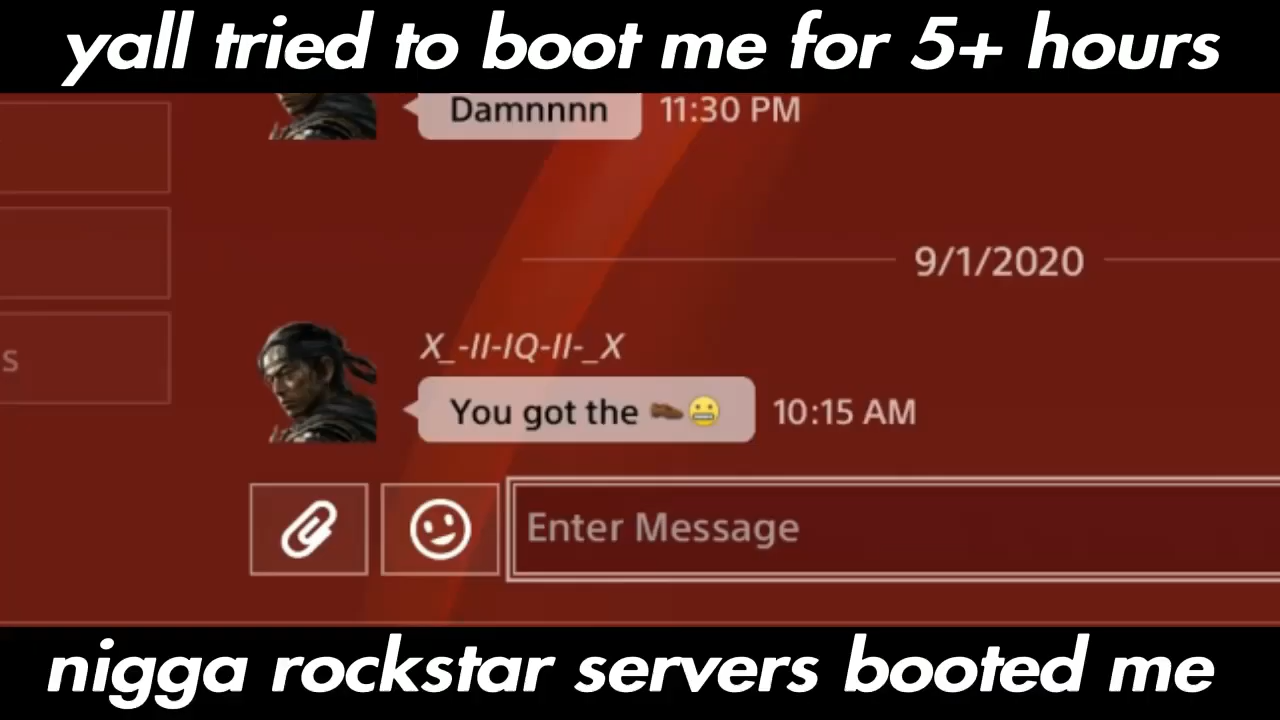 yall tried to boot me for 5+ hours
Damnnnn 11:30 PM
9/1/2020
X_-II-IQ-II-_X
You got the 👞😬 10:15 AM
s
Enter Message
nigga rockstar servers booted me